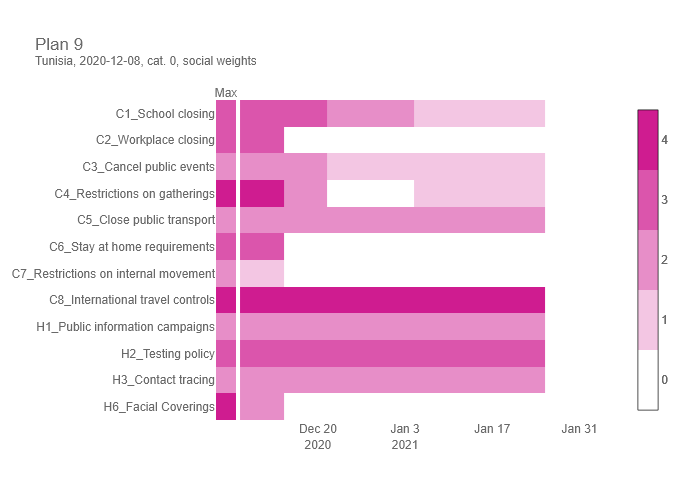 Plan 9
Tunisia, 2020-12-08, cat. 0, social weights
Max
C1_School closing
C2_Workplace closing
C3_Cancel public events
C4_Restrictions on gatherings
C5_Close public transport
C6_Stay at home requirements
C7_Restrictions on internal movement
C8_International travel controls
H1_Public information campaigns
H2_Testing policy
H3_Contact tracing
H6_Facial Coverings
Dec 20 Jan 3 Jan 17 Jan 31
2020 2021
4
3
2
1
0